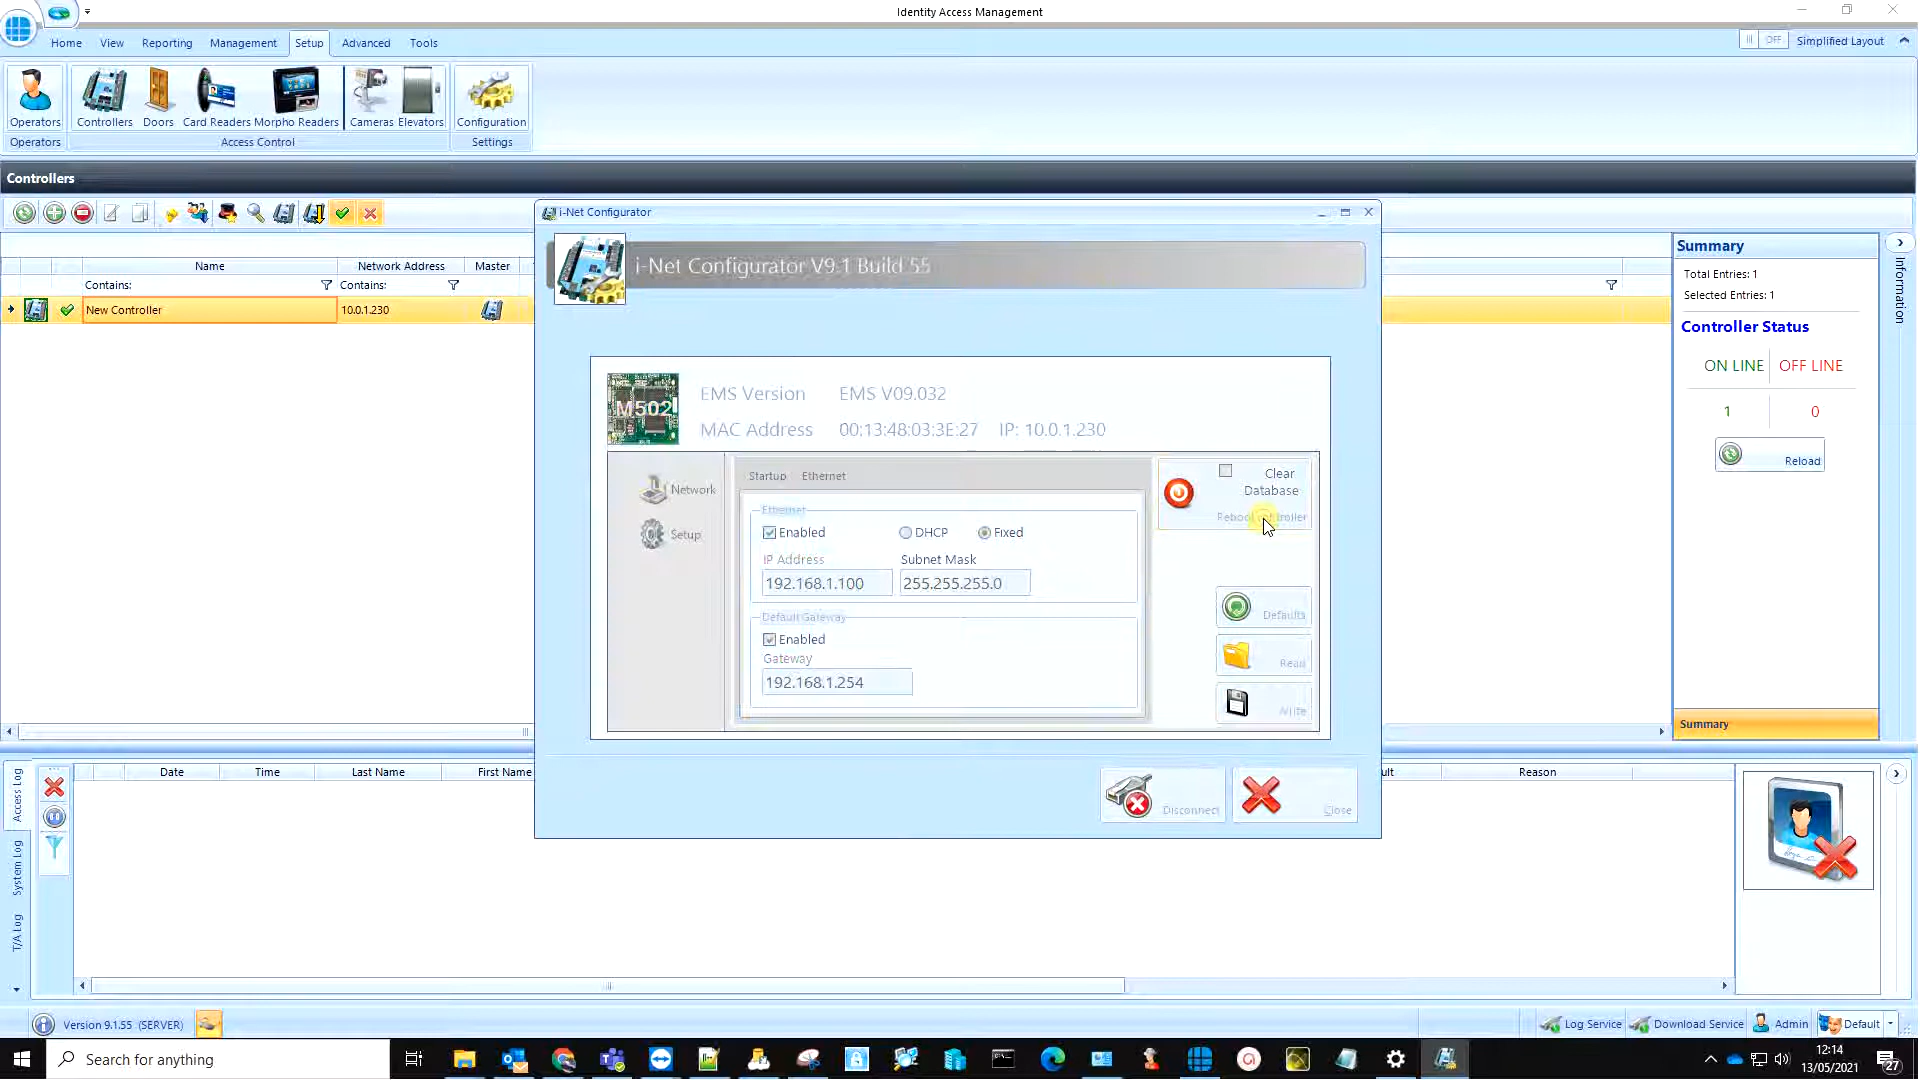 Identity Access Management
Home View Reporting Management Setup Advanced Tools
OFF Simplified Layout
Operators Controllers Doors Card Readers Morpho Readers Cameras Elevators Configuration
Operators Access Control Settings
Controllers
i-Net Configurator
i-Net Configurator V9.1 Build 55
Name Network Address Master
Contains: Contains:
New Controller 10.0.1.230
M502
EMS Version EMS V09.032
MAC Address 00:13:48:03:3E:27 IP: 10.0.1.230
Network
Setup
Startup Ethernet
Ethernet
Enabled DHCP Fixed
IP Address Subnet Mask
192.168.1.100 255.255.255.0
Default Gateway
Enabled
Gateway
192.168.1.254
Clear
Database
Reboot Controller
Defaults
Read
Write
Disconnect Close
Summary
Total Entries: 1
Selected Entries: 1
Controller Status
ON LINE OFF LINE
1 0
Reload
Summary
Information
Access Log
System Log
T/A Log
Date Time Last Name First Name ult Reason
Version 9.1.55 (SERVER)
Log Service Download Service Admin Default
Search for anything
12:14
13/05/2021
27